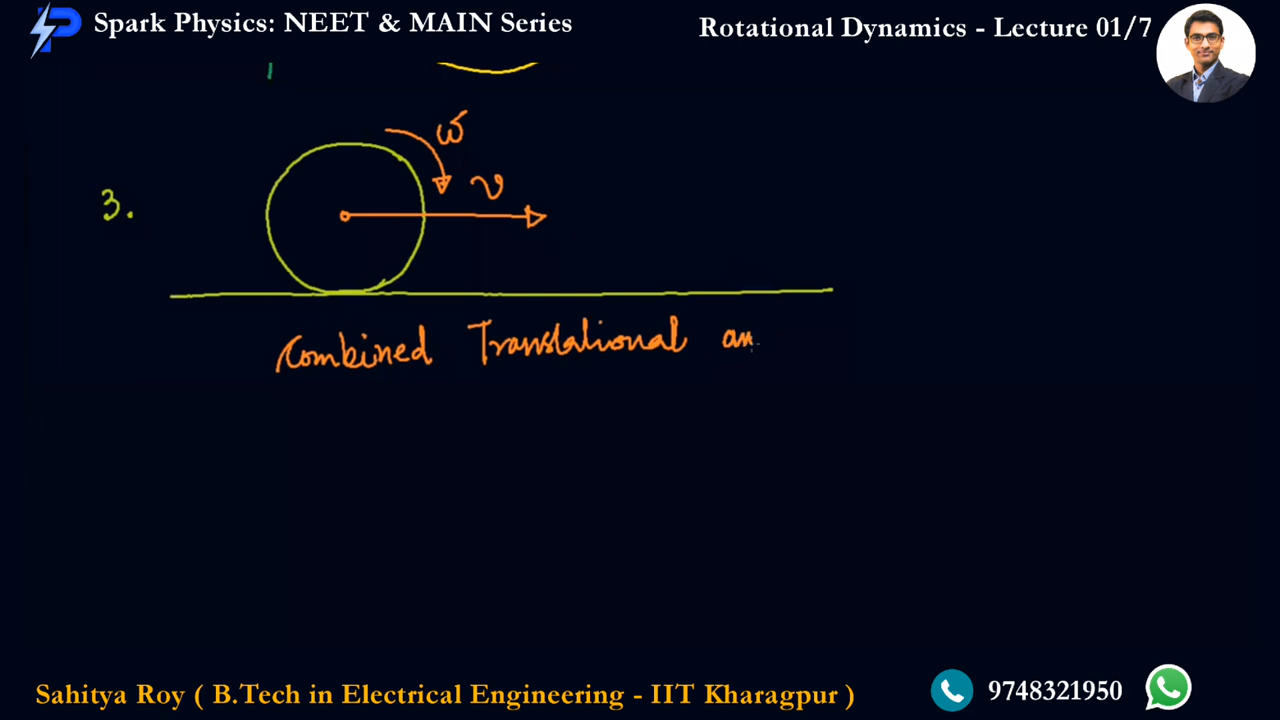 Spark Physics: NEET & MAIN Series
Rotational Dynamics - Lecture 01/7
ω
v
3.
Combined Translational an
Sahitya Roy ( B.Tech in Electrical Engineering - IIT Kharagpur )
9748321950